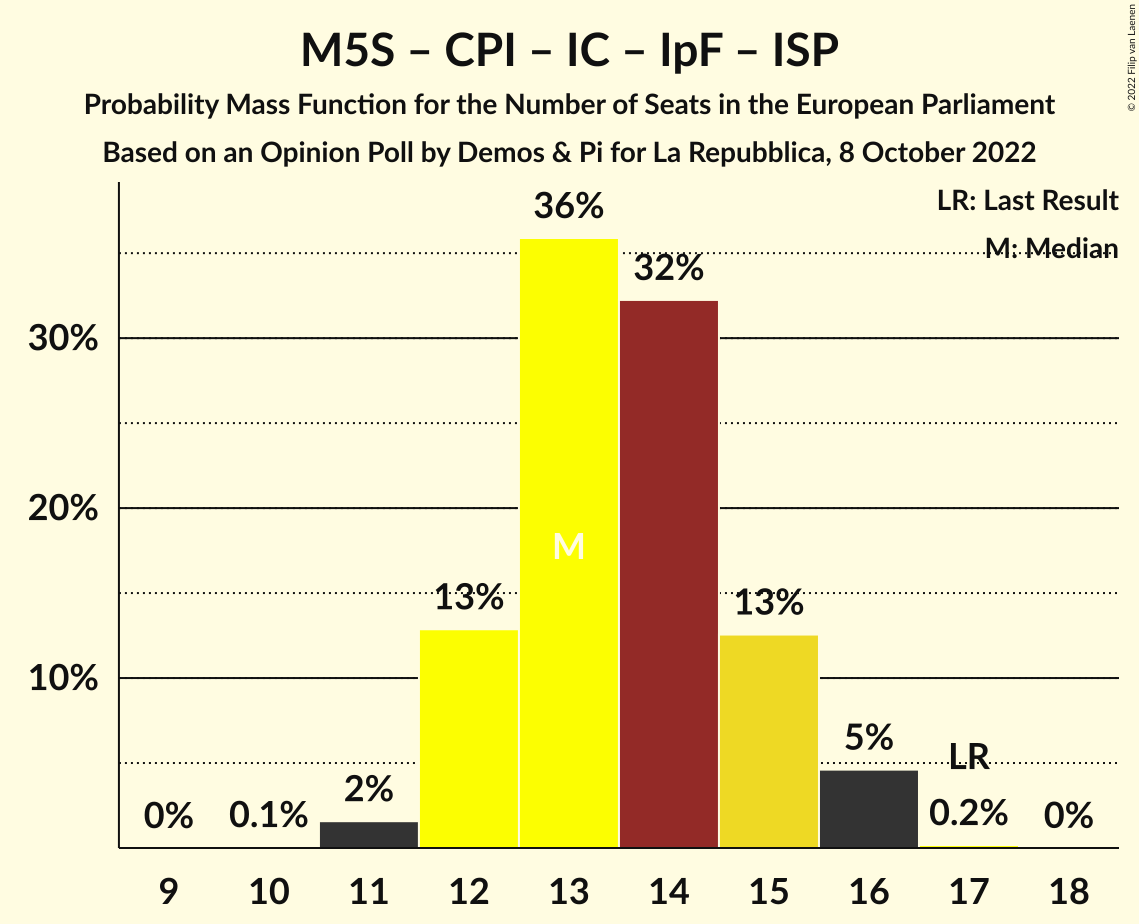 M5S – CPI – IC – IpF – ISP
Probability Mass Function for the Number of Seats in the European Parliament
Based on an Opinion Poll by Demos & Pi for La Repubblica, 8 October 2022
© 2022 Filip van Laenen
LR: Last Result
M: Median
30%
20%
10%
0%
0.1%
2%
13%
36%
M
32%
13%
5%
LR
0.2%
0%
9 10 11 12 13 14 15 16 17 18